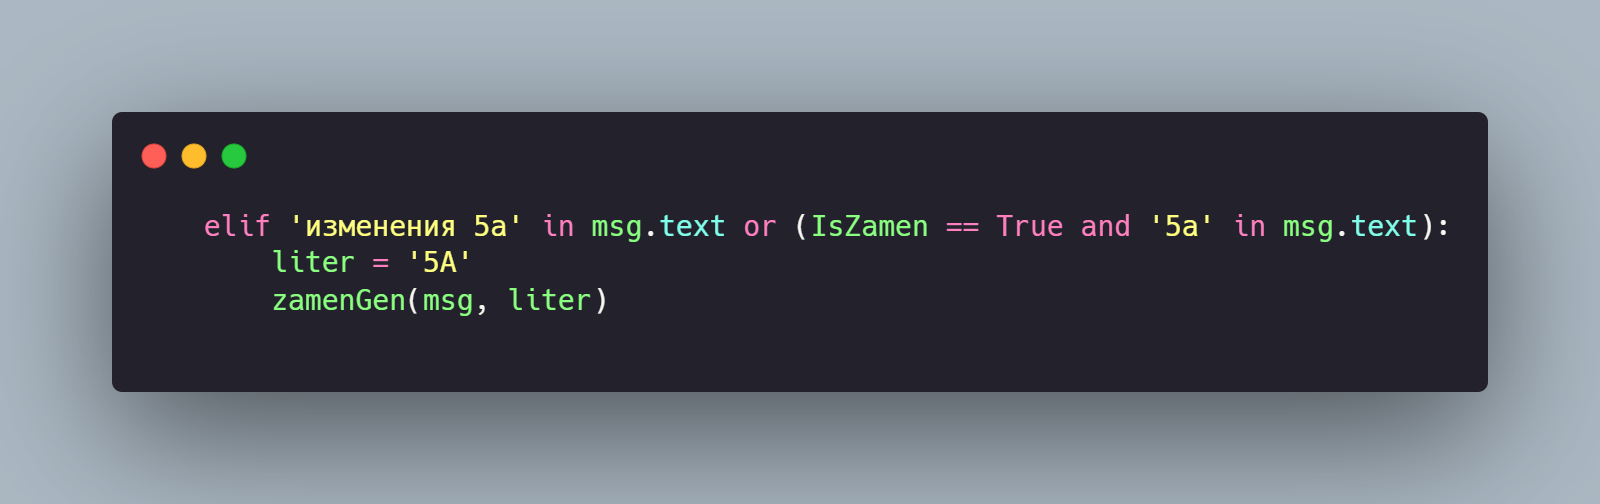 elif 'изменения 5а' in msg.text or (IsZamen == True and '5а' in msg.text):
liter = '5А'
zamenGen(msg, liter)